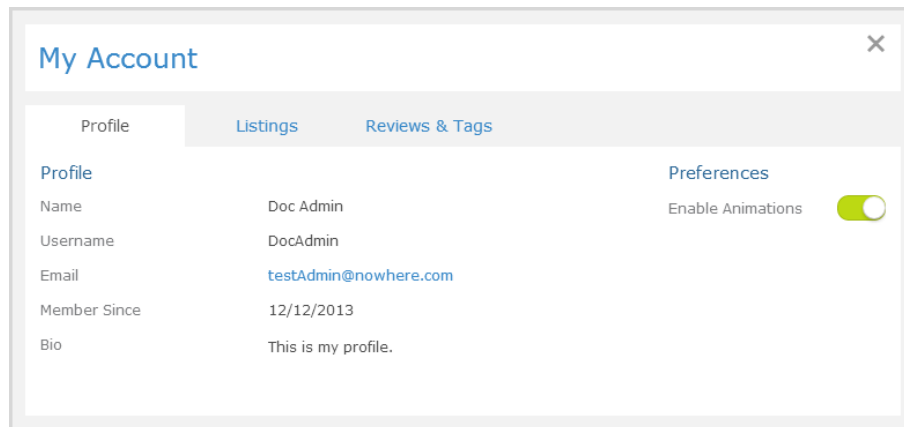 My Account
Profile Listings Reviews & Tags
Profile Preferences
Name Doc Admin Enable Animations
Username DocAdmin
Email testAdmin@nowhere.com
Member Since 12/12/2013
Bio This is my profile.